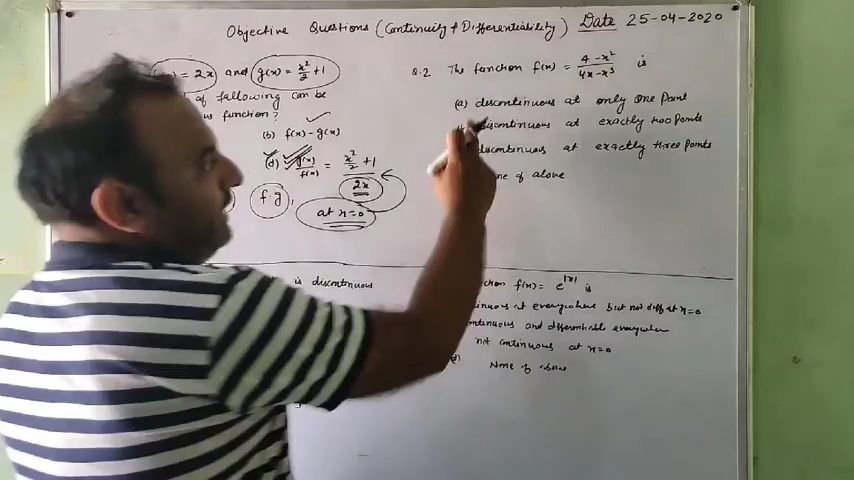 Objective Questions (Continuity & Differentiability) Date 25-04-2020
= 2x and g(x) = x²/2 + 1
of following can be
function?
(b) f(x) - g(x)
(d) g(x)/f(x) = (x²/2 + 1)/2x
f.g,
at x=0
Q.2 The function f(x) = (4-x²)/(4x-x³) is
(a) discontinuous at only one point
discontinuous at exactly two points
discontinuous at exactly three points
of above
is discontinuous
f(x) = e^|x| is
at everywhere but not diff at x=0
and differentiable everywhere
not continuous at x=0
None of above